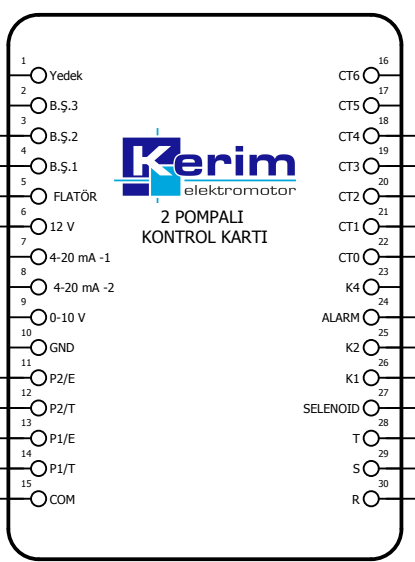 1
Yedek
2
B.Ş.3
3
B.Ş.2
4
B.Ş.1
5
FLATÖR
6
12 V
7
4-20 mA -1
8
4-20 mA -2
9
0-10 V
10
GND
11
P2/E
12
P2/T
13
P1/E
14
P1/T
15
COM
Kerim
elektromotor
2 POMPALI
KONTROL KARTI
16
CT6
17
CT5
18
CT4
19
CT3
20
CT2
21
CT1
22
CT0
23
K4
24
ALARM
25
K2
26
K1
27
SELENOID
28
T
29
S
30
R